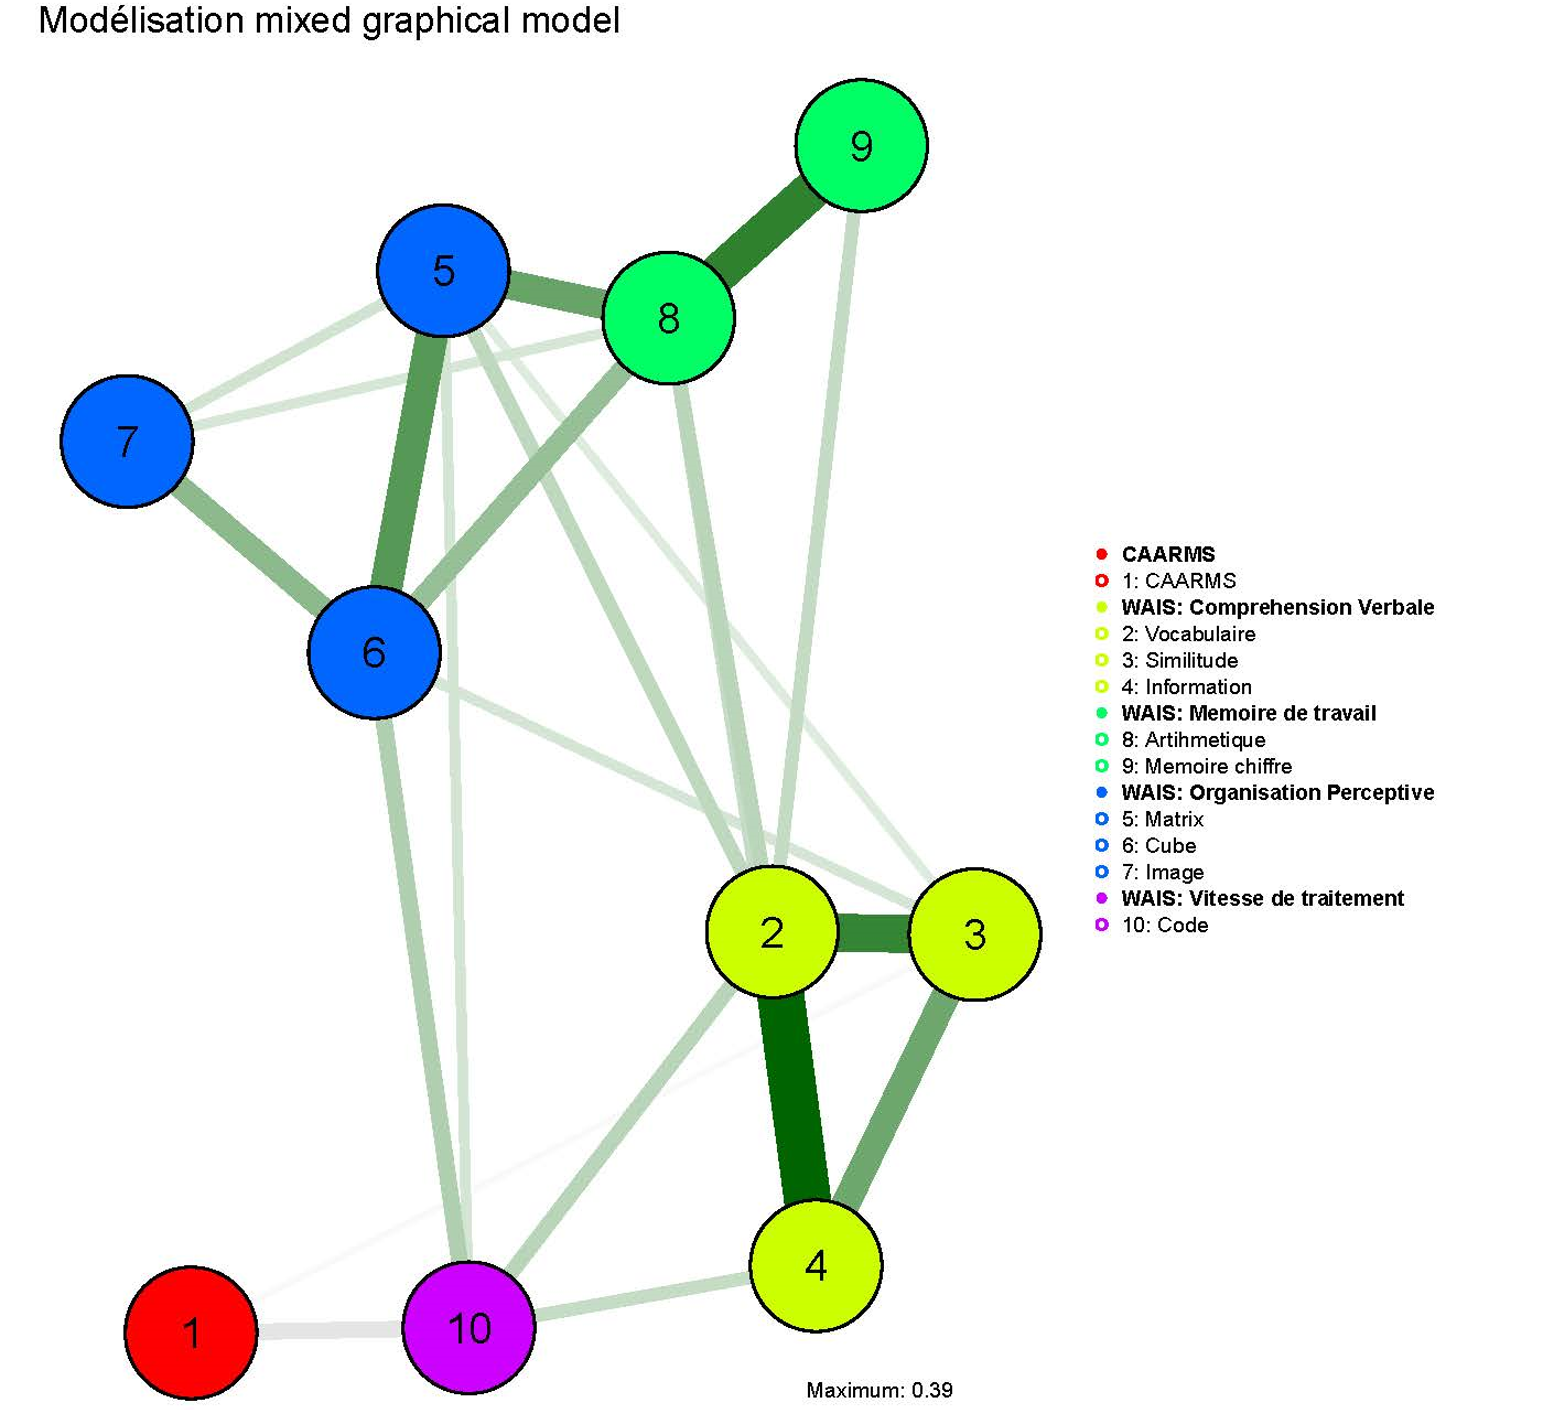 Modélisation mixed graphical model
9
5
8
7
6
2
3
4
1
10
CAARMS
1: CAARMS
WAIS: Comprehension Verbale
2: Vocabulaire
3: Similitude
4: Information
WAIS: Memoire de travail
8: Artihmetique
9: Memoire chiffre
WAIS: Organisation Perceptive
5: Matrix
6: Cube
7: Image
WAIS: Vitesse de traitement
10: Code
Maximum: 0.39